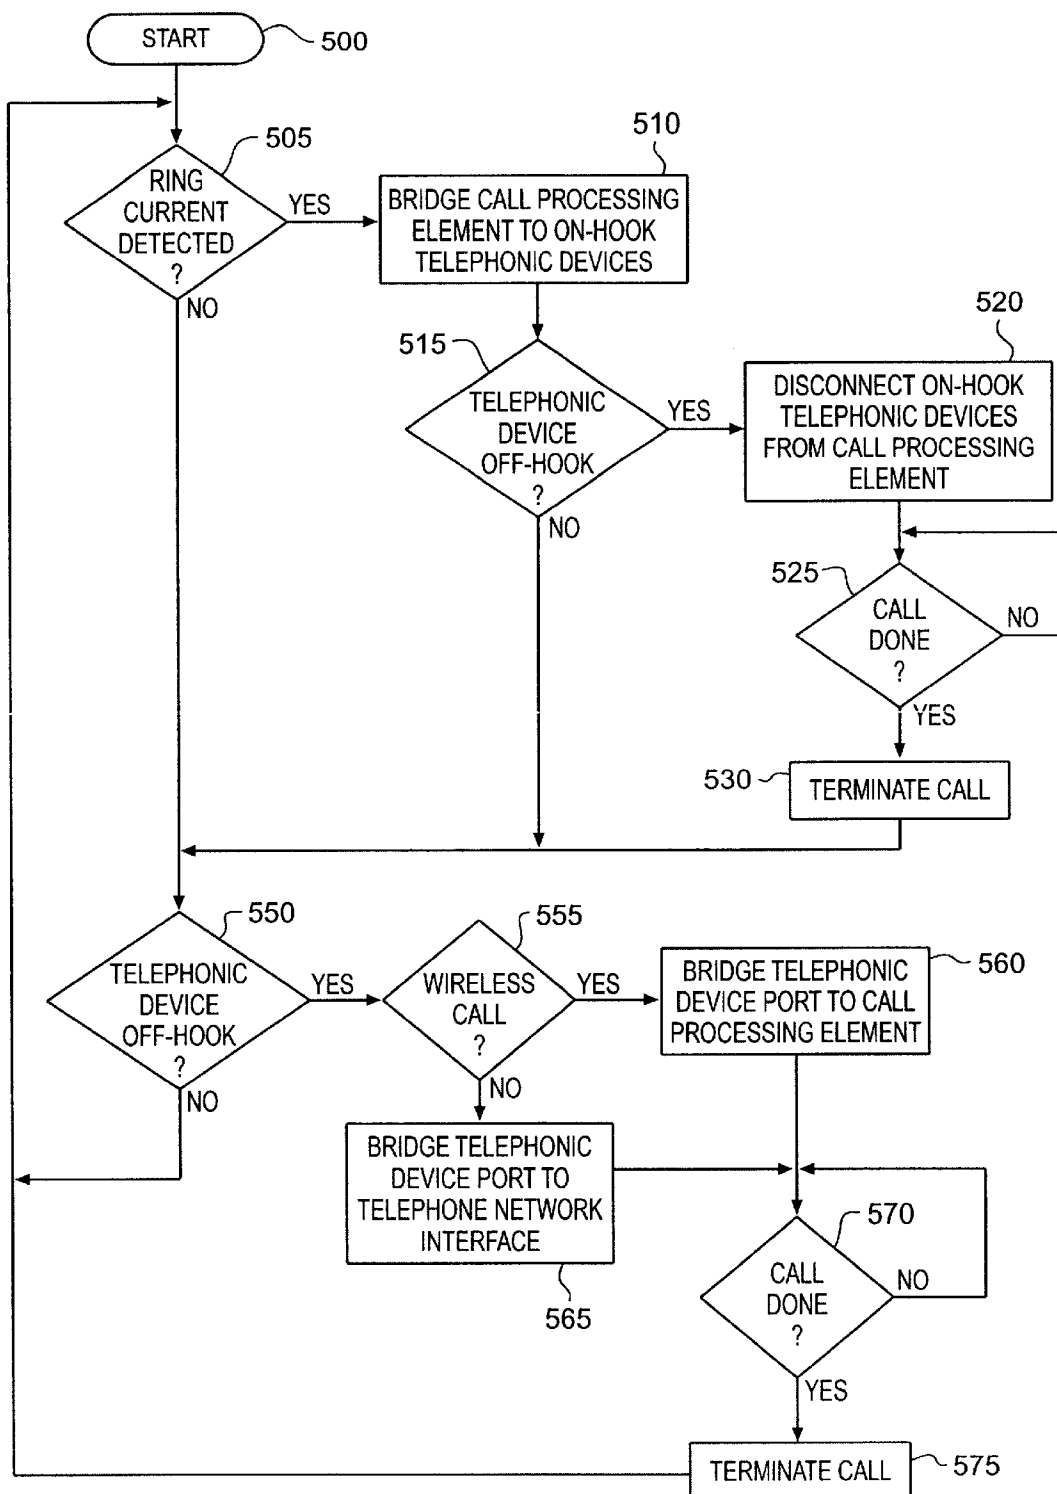 START
500
505
RING
CURRENT
DETECTED
?
YES
NO
510
BRIDGE CALL PROCESSING
ELEMENT TO ON-HOOK
TELEPHONIC DEVICES
515
TELEPHONIC
DEVICE
OFF-HOOK
?
YES
NO
520
DISCONNECT ON-HOOK
TELEPHONIC DEVICES
FROM CALL PROCESSING
ELEMENT
525
CALL
DONE
?
NO
YES
530
TERMINATE CALL
550
TELEPHONIC
DEVICE
OFF-HOOK
?
YES
NO
555
WIRELESS
CALL
?
YES
NO
BRIDGE TELEPHONIC
DEVICE PORT TO CALL
PROCESSING ELEMENT
560
BRIDGE TELEPHONIC
DEVICE PORT TO
TELEPHONE NETWORK
INTERFACE
565
570
CALL
DONE
?
NO
YES
TERMINATE CALL
575